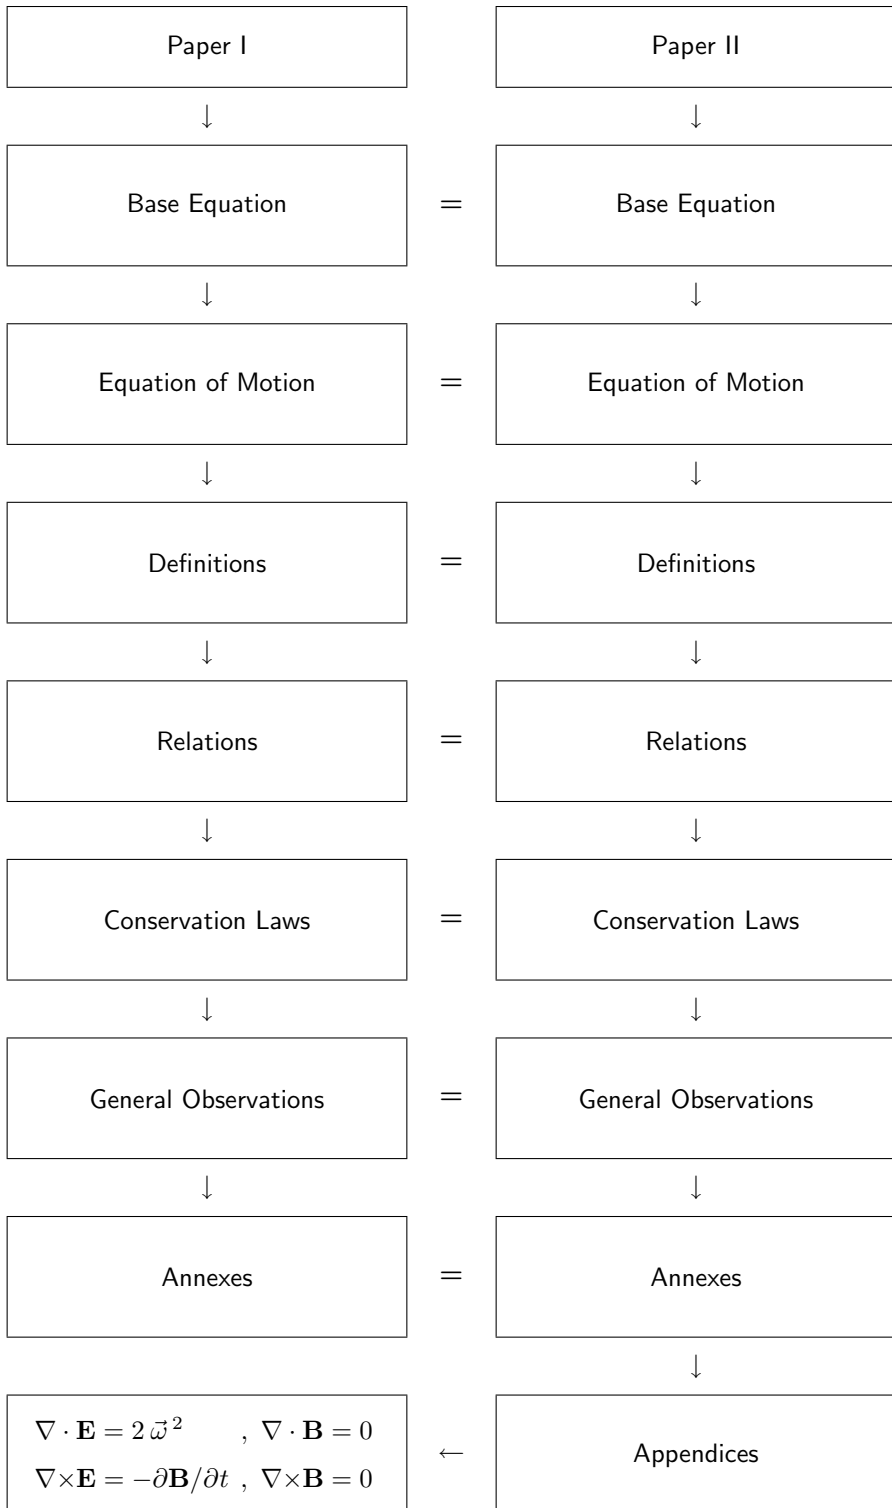 Paper I
Paper II
↓ ↓
Base Equation = Base Equation
↓ ↓
Equation of Motion = Equation of Motion
↓ ↓
Definitions = Definitions
↓ ↓
Relations = Relations
↓ ↓
Conservation Laws = Conservation Laws
↓ ↓
General Observations = General Observations
↓ ↓
Annexes = Annexes
↓
∇ · E = 2 ω⃗ ² , ∇ · B = 0
∇×E = −∂B/∂t , ∇×B = 0
← Appendices